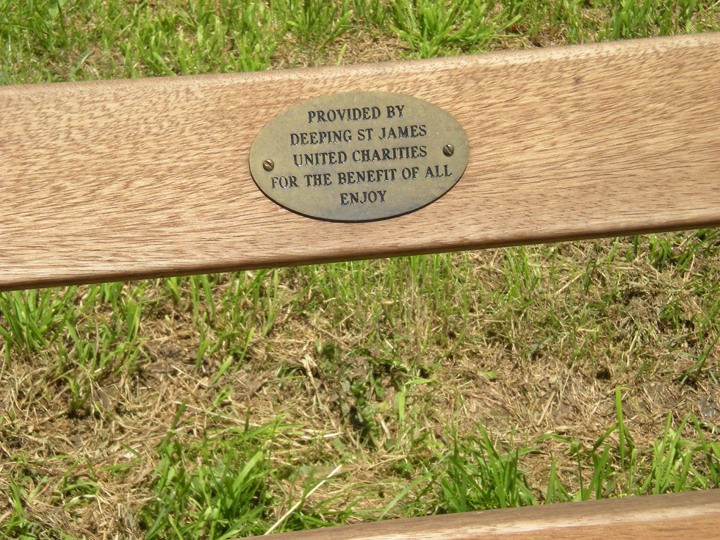 PROVIDED BY
DEEPING ST JAMES
UNITED CHARITIES
FOR THE BENEFIT OF ALL
ENJOY